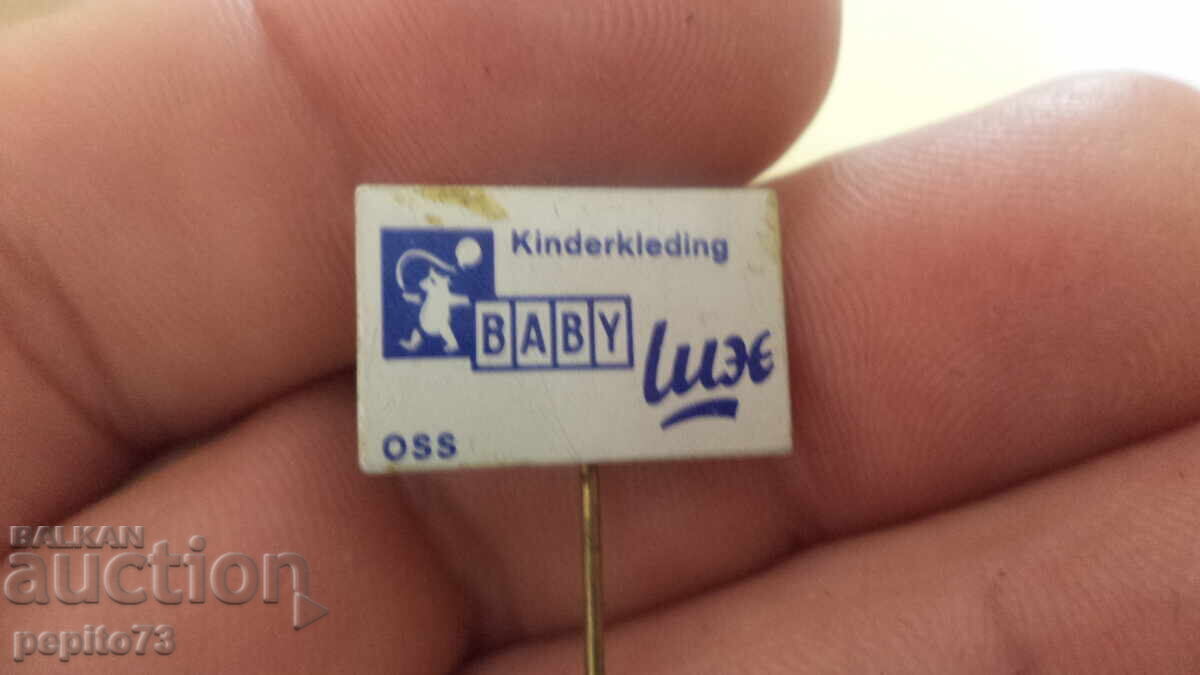 Kinderkleding
BABY luxe
OSS
BALKAN
auction
pepito73